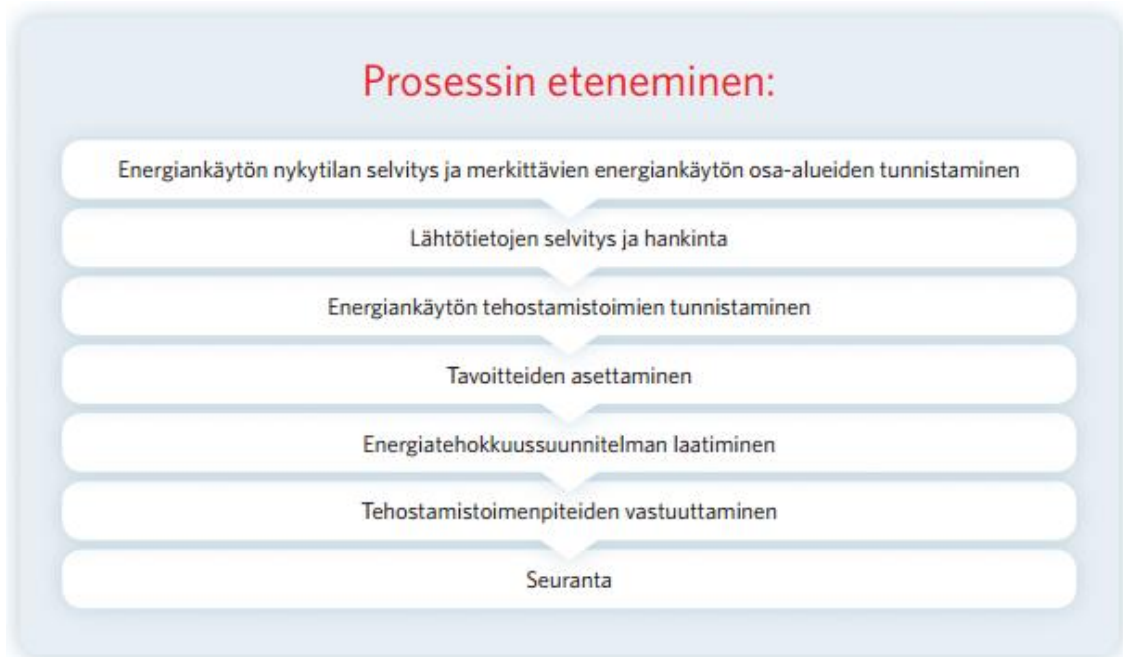 Prosessin eteneminen:
Energiankäytön nykytilan selvitys ja merkittävien energiankäytön osa-alueiden tunnistaminen
Lähtötietojen selvitys ja hankinta
Energiankäytön tehostamistoimien tunnistaminen
Tavoitteiden asettaminen
Energiatehokkuussuunnitelman laatiminen
Tehostamistoimenpiteiden vastuuttaminen
Seuranta